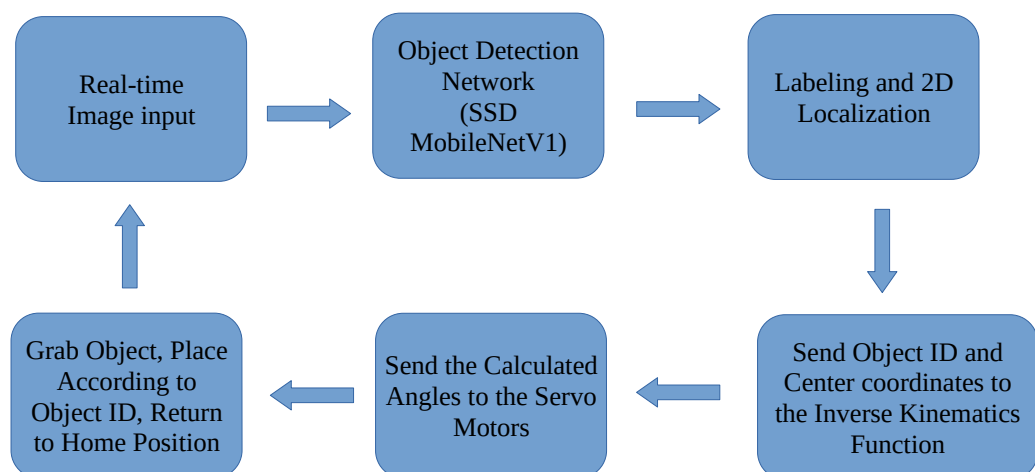 Real-time
Image input
Object Detection
Network
(SSD
MobileNetV1)
Labeling and 2D
Localization
Send Object ID and
Center coordinates to
the Inverse Kinematics
Function
Send the Calculated
Angles to the Servo
Motors
Grab Object, Place
According to
Object ID, Return
to Home Position